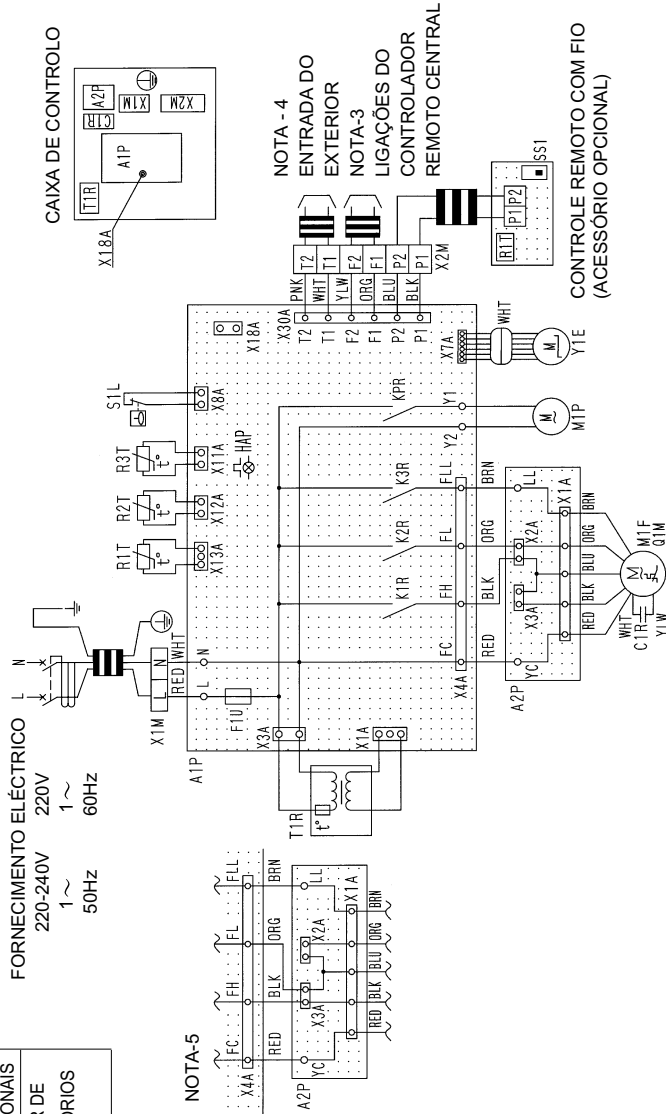 ONAIS
R DE
ÓRIOS
FORNECIMENTO ELÉCTRICO
220-240V 220V
1~ 1~
50Hz 60Hz
L N
X1M L N
RED WHT
L N
F1U
A1P
X3A
X1A
T1R
t°
R1T
t°
X13A
R2T
t°
X12A
R3T
t°
X11A
HAP
S1L
X8A
X18A
X30A
T2
T1
F2
F1
P2
P1
PNK
WHT
YLW
ORG
BLU
BLK
T2
T1
F2
F1
P2
P1
X2M
CAIXA DE CONTROLO
T1R
C1R
A2P
X1M
X2M
A1P
X18A
NOTA - 4
ENTRADA DO
EXTERIOR
NOTA-3
LIGAÇÕES DO
CONTROLADOR
REMOTO CENTRAL
R1T
P1 P2
SS1
CONTROLE REMOTO COM FIO
(ACESSÓRIO OPCIONAL)
K1R
K2R
K3R
KPR
X4A
FC FH FL FLL
Y2 Y1
X7A
RED BLK ORG BRN
WHT
M~
M1P
M
Y1E
A2P
YC
X3A
X2A
LL
X1A
RED BLK BLU ORG BRN
WHT
C1R
YLW
M~
M1F
Q1M
NOTA-5
X4A
FC FH FL FLL
RED BLK ORG BRN
A2P
YC
X3A
X2A
LL
X1A
RED BLK BLU ORG BRN